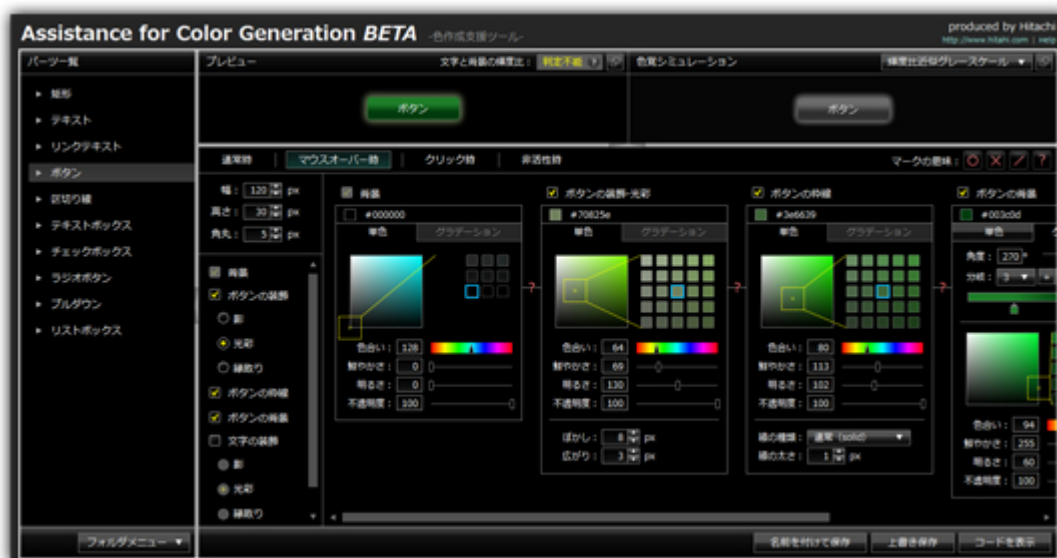 Assistance for Color Generation BETA -色作成支援ツール-
produced by Hitachi
http://www.hitahi.com | Help
パーツ一覧
矩形
テキスト
リンクテキスト
ボタン
区切り線
テキストボックス
チェックボックス
ラジオボタン
プルダウン
リストボックス
フォルダメニュー
プレビュー
文字と背景の輝度比： 判定不能 ?
ボタン
色覚シミュレーション
輝度比近似グレースケール
ボタン
通常時 | マウスオーバー時 | クリック時 | 非活性時
マークの意味：
幅： 120 px
高さ： 30 px
角丸： 5 px
背景
ボタンの装飾
影
光彩
縁取り
ボタンの枠線
ボタンの背景
文字の装飾
影
光彩
縁取り
背景
#000000
単色 グラデーション
色合い： 128
鮮やかさ： 0
明るさ： 0
不透明度： 100
?
ボタンの装飾-光彩
#70825e
単色 グラデーション
色合い： 64
鮮やかさ： 69
明るさ： 130
不透明度： 100
ぼかし： 8 px
広がり： 3 px
?
ボタンの枠線
#3e6639
単色 グラデーション
色合い： 80
鮮やかさ： 113
明るさ： 102
不透明度： 100
線の種類： 通常 (solid)
線の太さ： 1 px
?
ボタンの背景
#003c0d
単色
角度： 270°
分岐： 3
色合い： 94
鮮やかさ： 255
明るさ： 60
不透明度： 100
名前を付けて保存
上書き保存
コードを表示